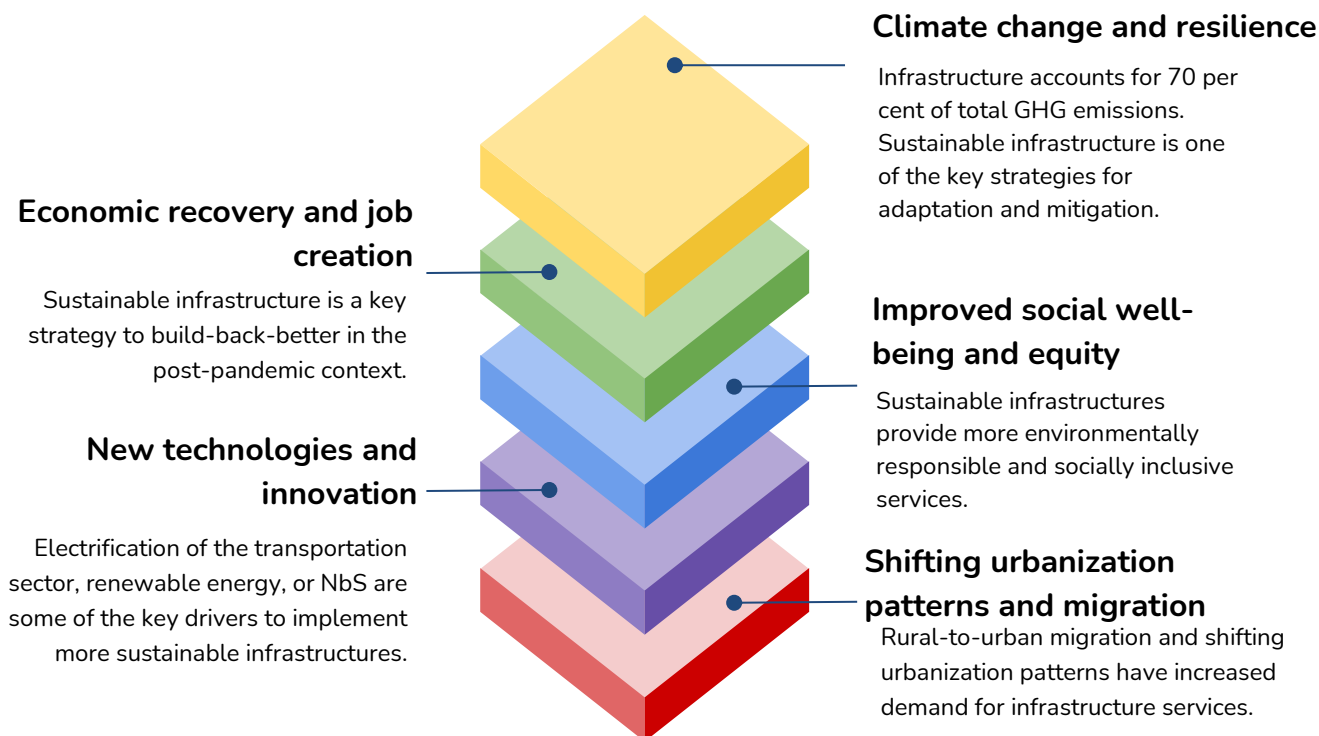 Climate change and resilience
Infrastructure accounts for 70 per
cent of total GHG emissions.
Sustainable infrastructure is one
of the key strategies for
adaptation and mitigation.
Economic recovery and job
creation
Sustainable infrastructure is a key
strategy to build-back-better in the
post-pandemic context.
Improved social well-
being and equity
Sustainable infrastructures
provide more environmentally
responsible and socially inclusive
services.
New technologies and
innovation
Electrification of the transportation
sector, renewable energy, or NbS are
some of the key drivers to implement
more sustainable infrastructures.
Shifting urbanization
patterns and migration
Rural-to-urban migration and shifting
urbanization patterns have increased
demand for infrastructure services.